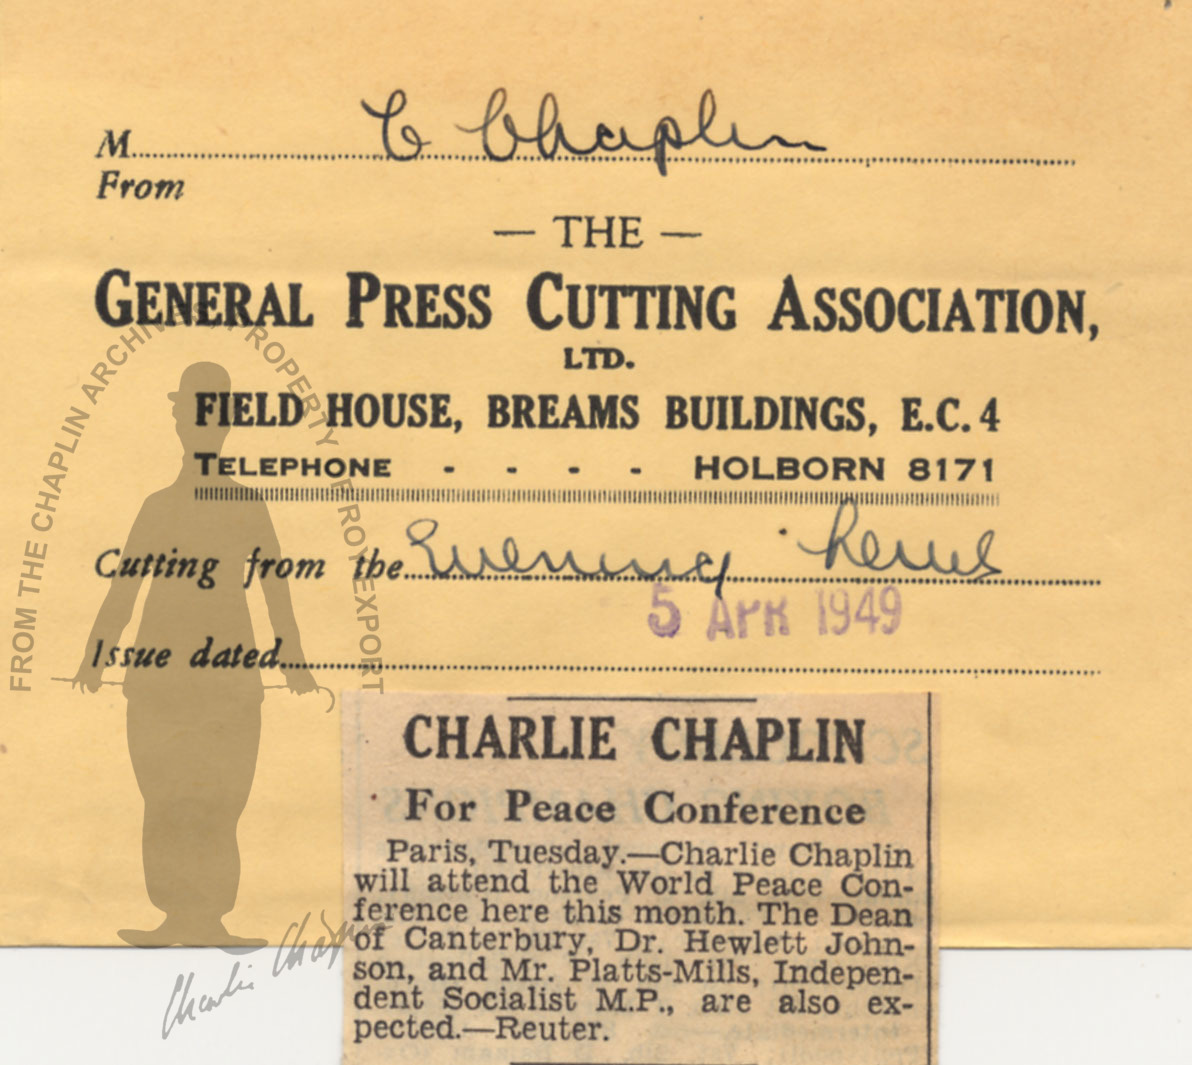 M.......... C Chaplin
From
— THE —
GENERAL PRESS CUTTING ASSOCIATION,
LTD.
FIELD HOUSE, BREAMS BUILDINGS, E.C.4
TELEPHONE - - - - HOLBORN 8171
Cutting from the... Evening News
5 APR 1949
Issue dated..........
CHARLIE CHAPLIN
For Peace Conference
Paris, Tuesday.—Charlie Chaplin
will attend the World Peace Con-
ference here this month. The Dean
of Canterbury, Dr. Hewlett John-
son, and Mr. Platts-Mills, Indepen-
dent Socialist M.P., are also ex-
pected.—Reuter.
FROM THE CHAPLIN ARCHIVES, PROPERTY ROY EXPORT
Charlie Chaplin